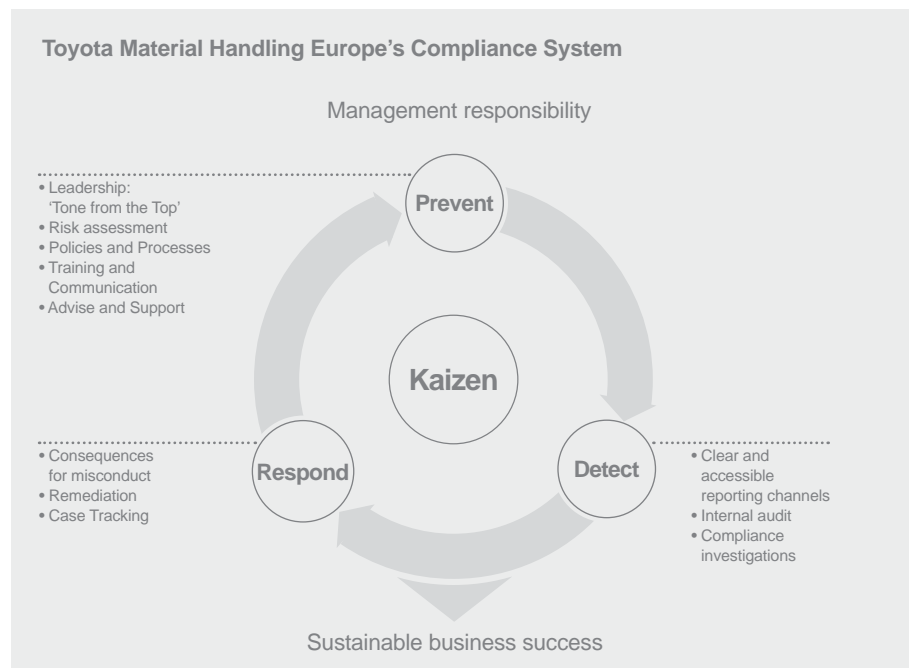 Toyota Material Handling Europe’s Compliance System
Management responsibility
Prevent
• Leadership:
‘Tone from the Top’
• Risk assessment
• Policies and Processes
• Training and
Communication
• Advise and Support
Kaizen
Respond
• Consequences
for misconduct
• Remediation
• Case Tracking
Detect
• Clear and
accessible
reporting channels
• Internal audit
• Compliance
investigations
Sustainable business success